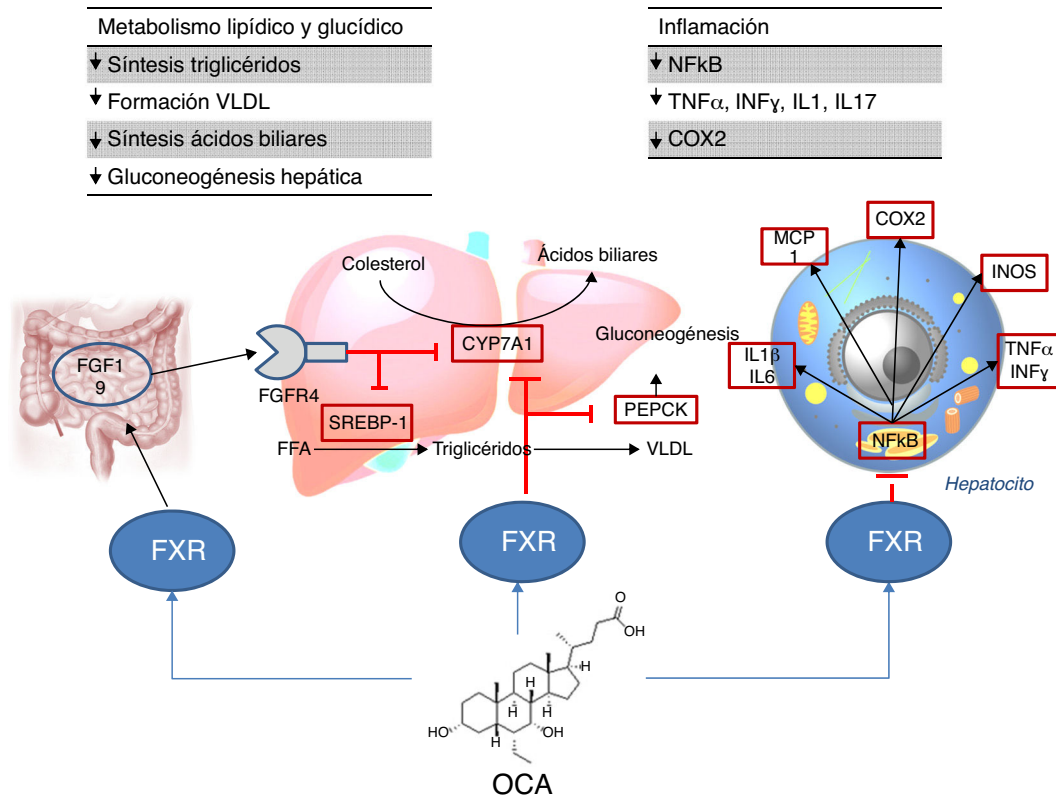 Metabolismo lipídico y glucídico
↓ Síntesis triglicéridos
↓ Formación VLDL
↓ Síntesis ácidos biliares
↓ Gluconeogénesis hepática
Inflamación
↓ NFkB
↓ TNFα, INFγ, IL1, IL17
↓ COX2
Colesterol
Ácidos biliares
CYP7A1
Gluconeogénesis
FGF1
9
FGFR4
SREBP-1
PEPCK
FFA
Triglicéridos
VLDL
MCP
1
COX2
INOS
IL1β
IL6
TNFα
INFγ
NFkB
Hepatocito
FXR
FXR
FXR
O
OH
H
H
H
H
HO
OH
H
OCA